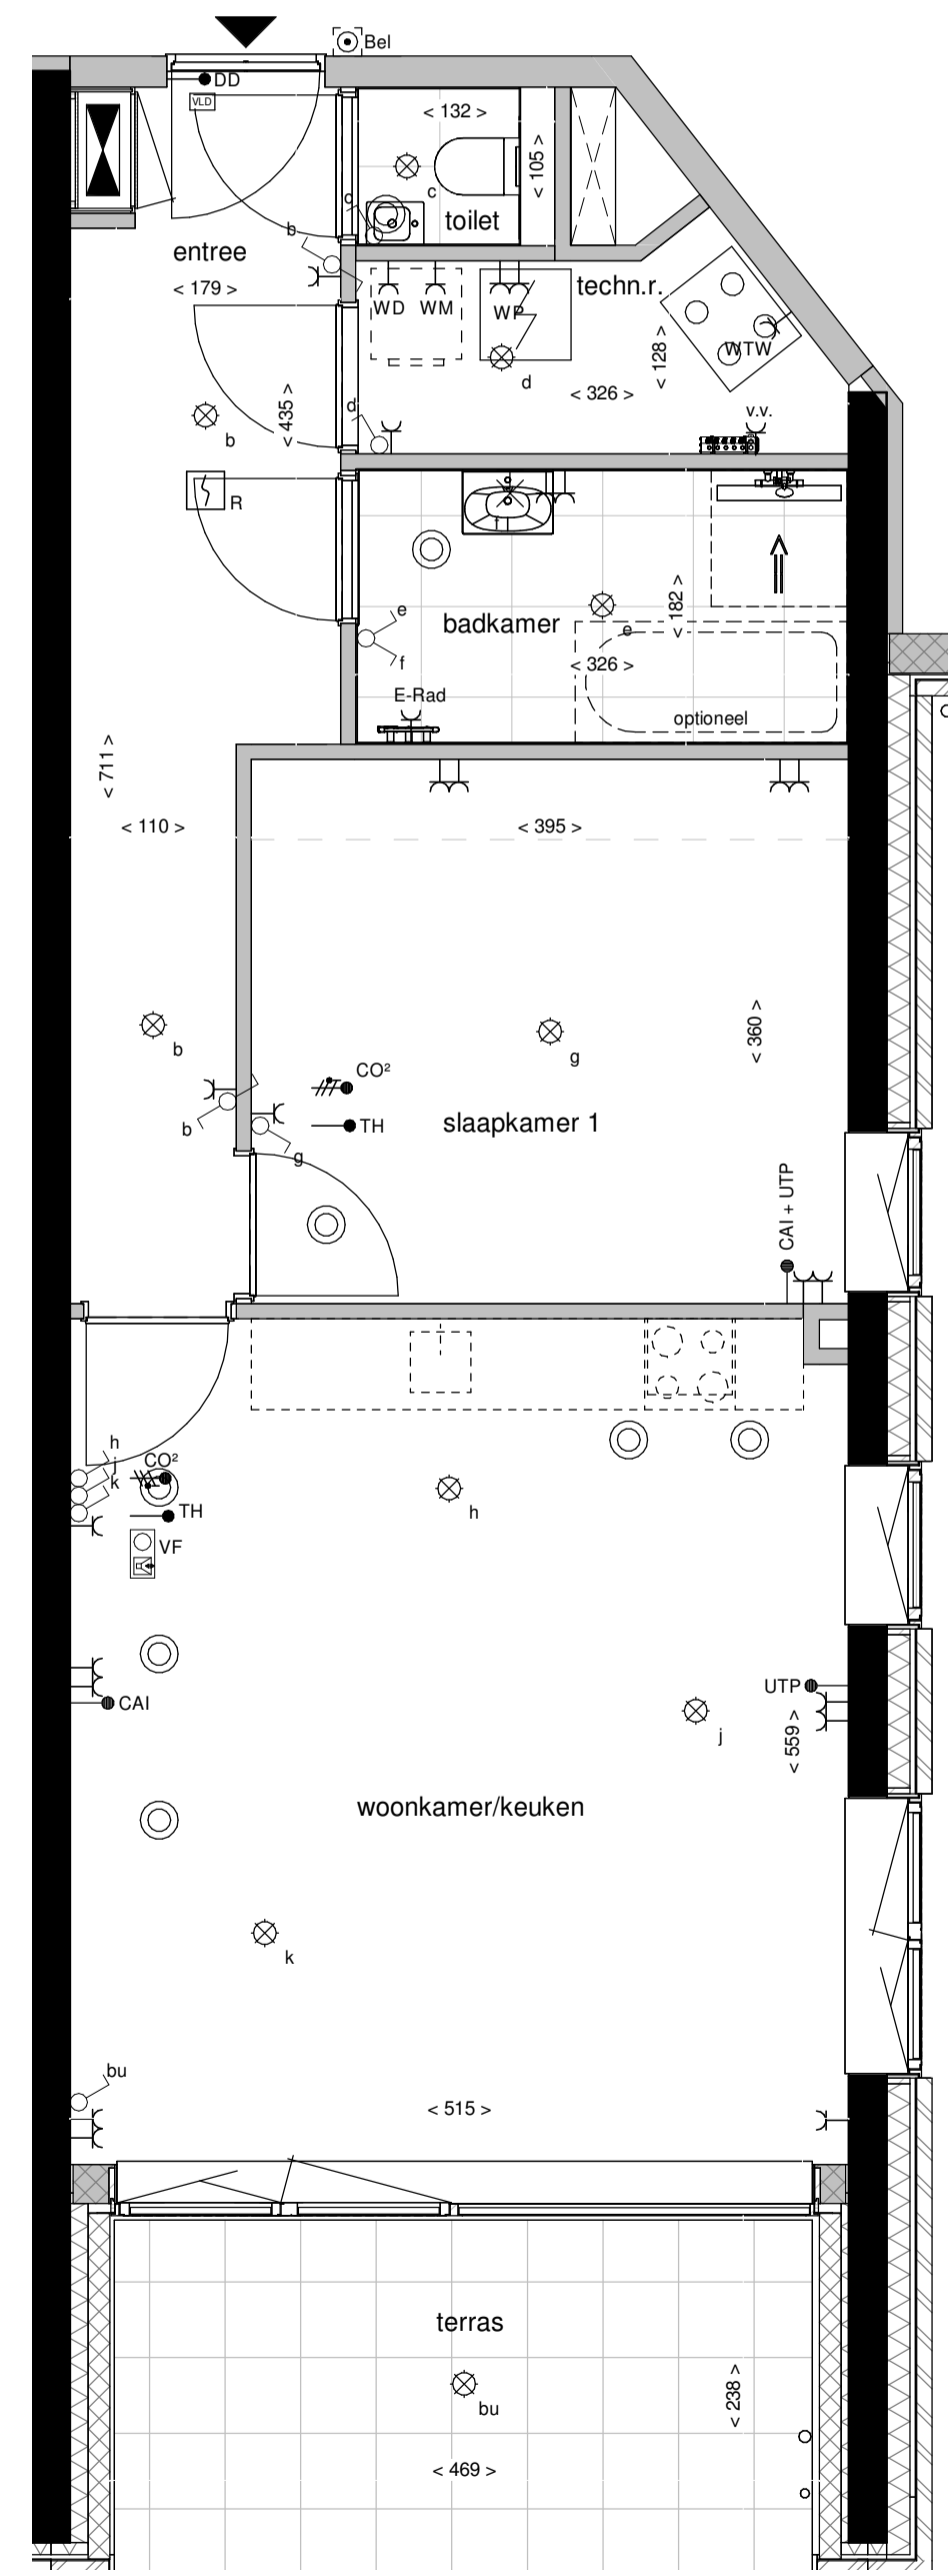 Bel
DD
VLD
< 132 >
< 105 >
c
c
toilet
b
entree
< 179 >
techn.r.
WD
WM
WP
WTW
< 128 >
d
< 326 >
< 435 >
d
v.v.
b
R
f
e
badkamer
< 182 >
e
f
< 326 >
E-Rad
optioneel
< 711 >
< 110 >
< 395 >
< 360 >
b
g
CO²
b
slaapkamer 1
TH
g
CAI + UTP
h
j
CO²
k
TH
h
VF
UTP
CAI
j
< 559 >
woonkamer/keuken
k
bu
< 515 >
terras
bu
< 238 >
< 469 >